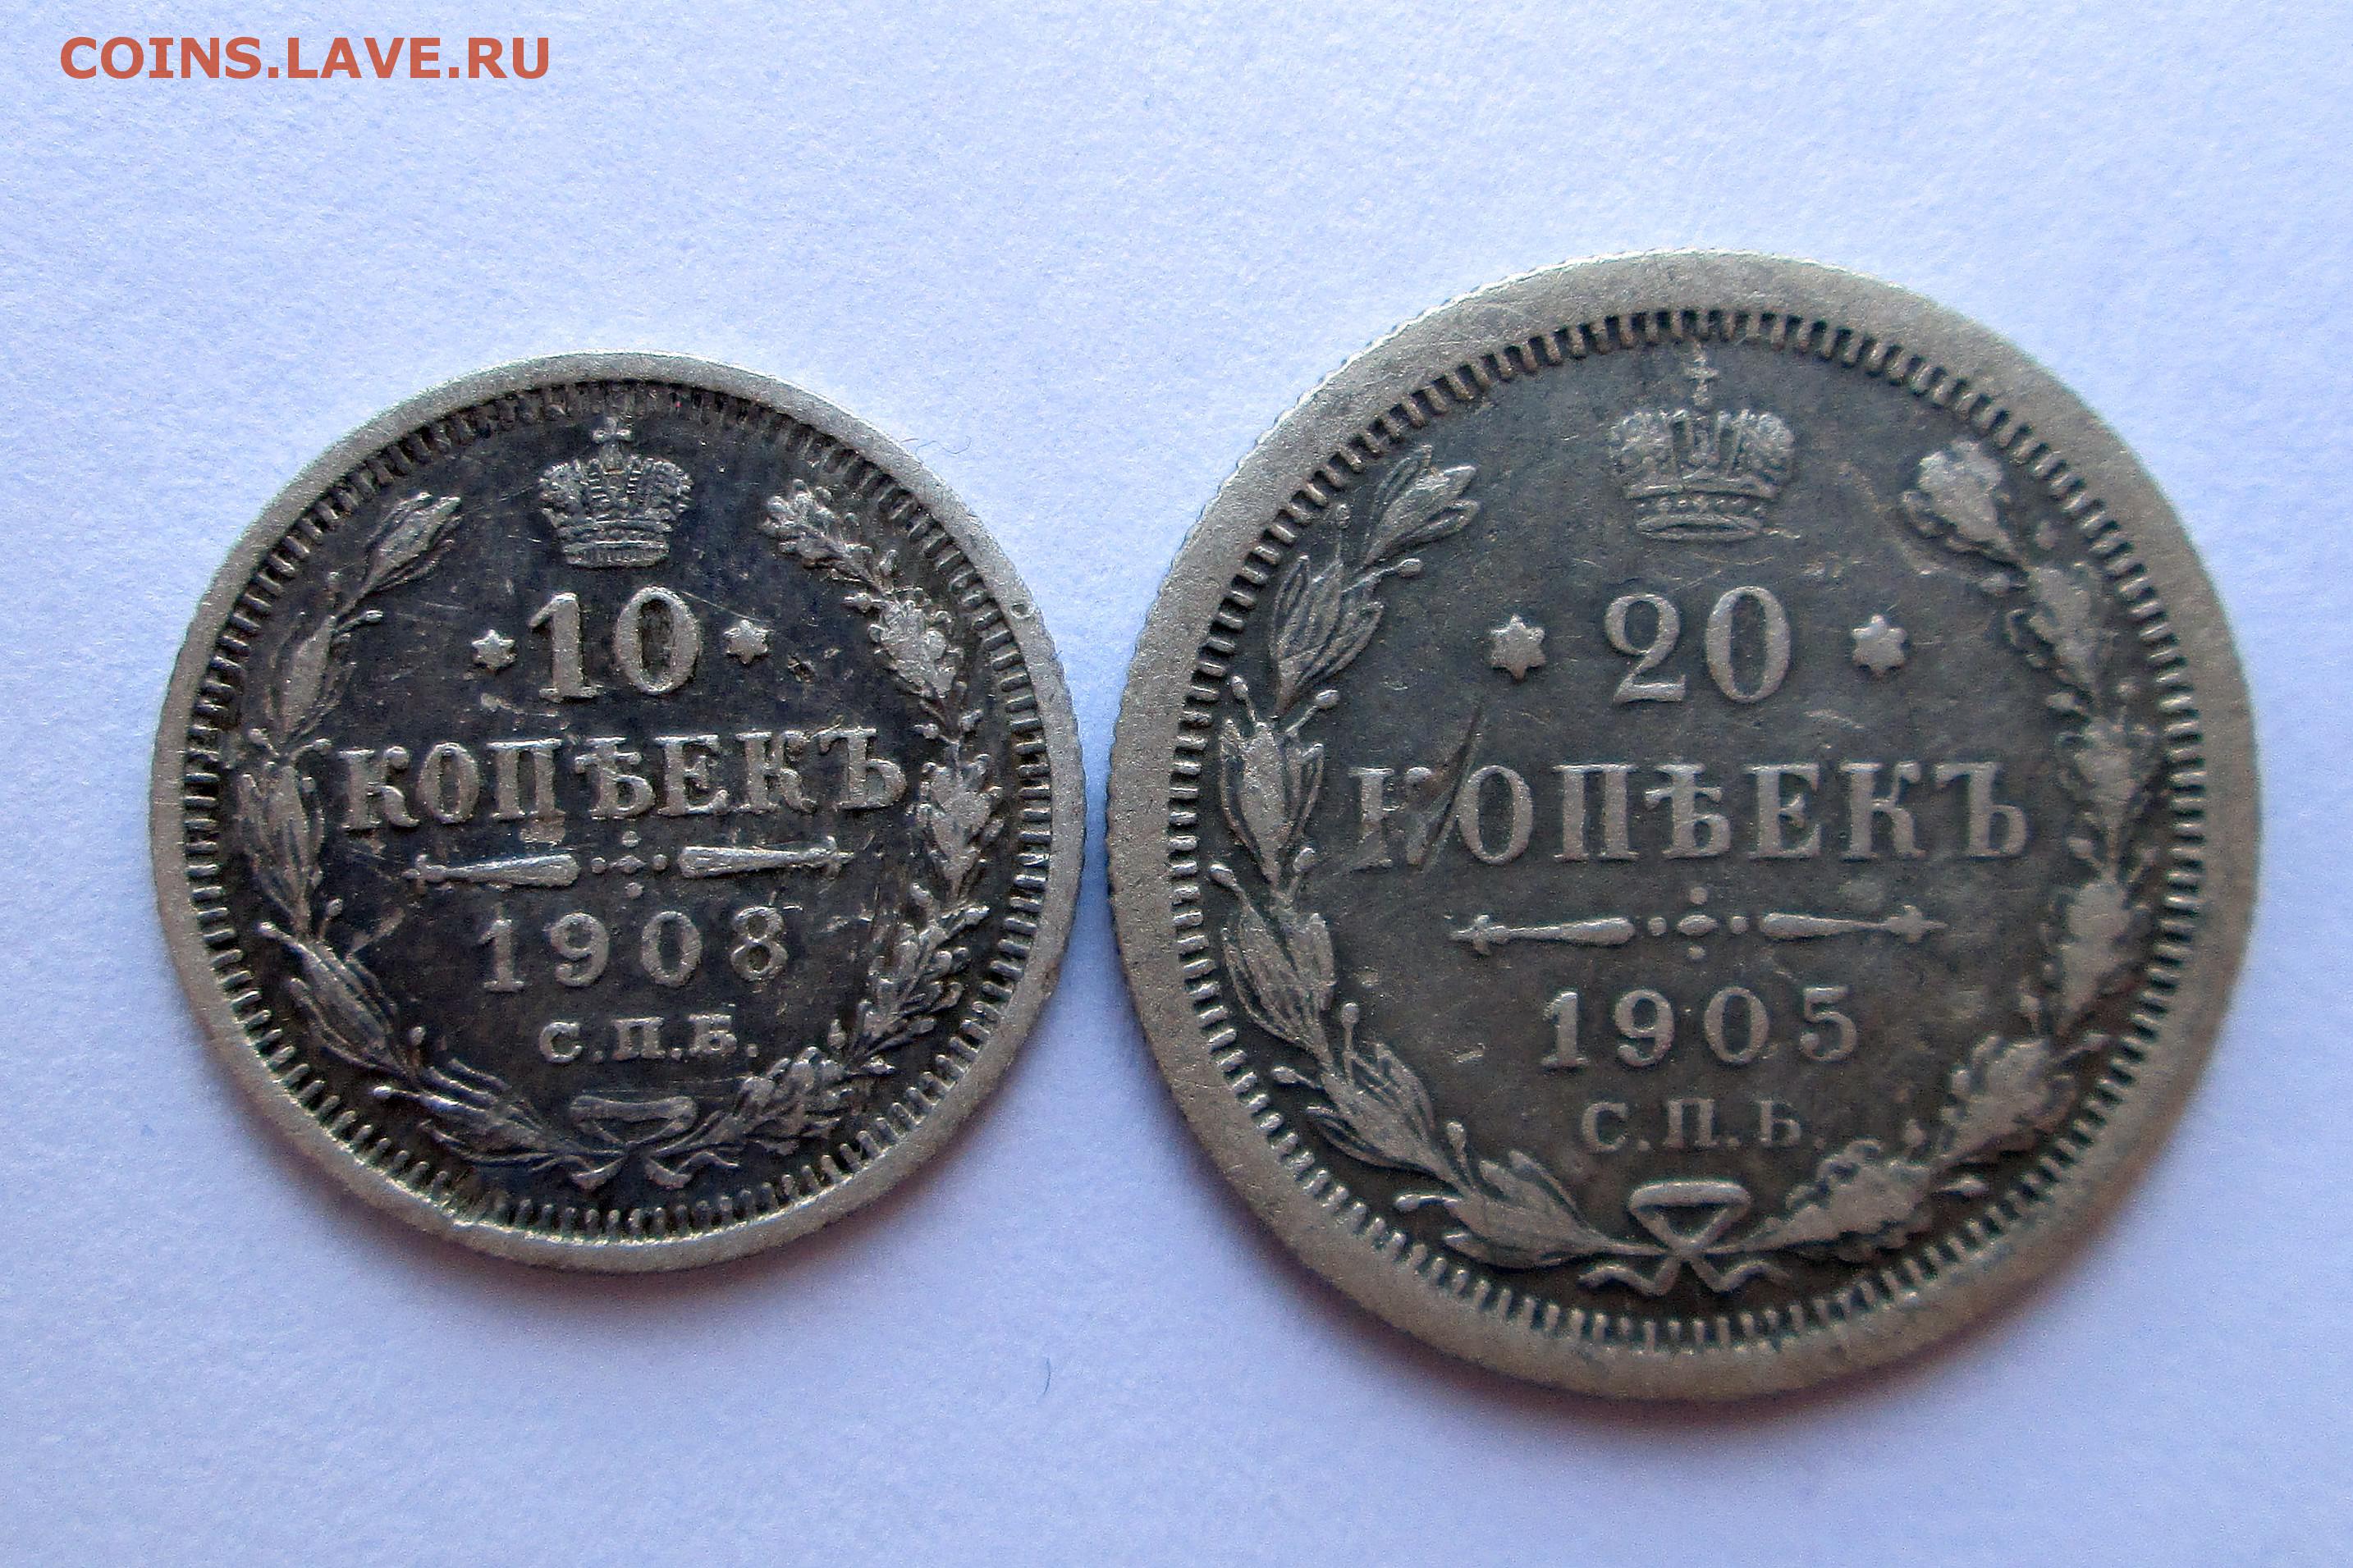 COINS.LAVE.RU
10
КОПѢЕКЪ
1908
С.П.Б.
20
КОПѢЕКЪ
1905
С.П.Б.